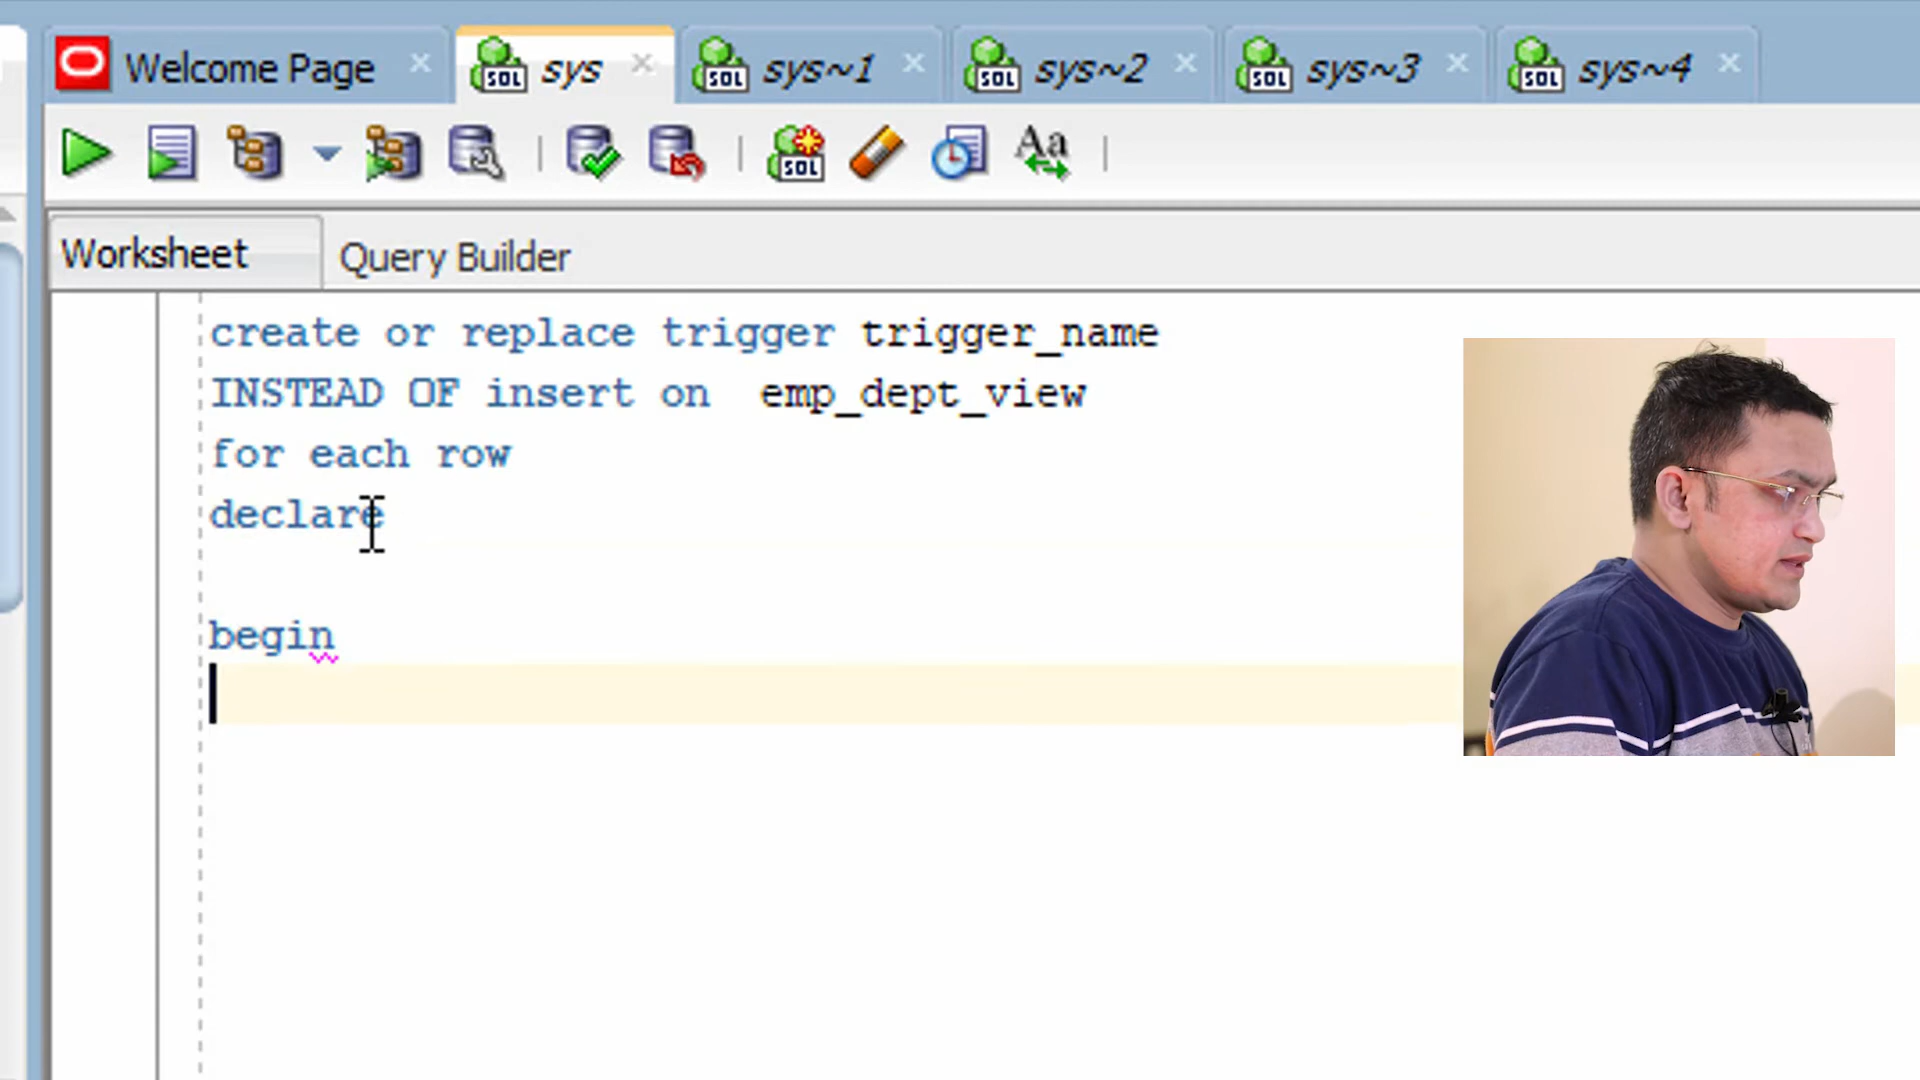 Welcome Page
sys
sys~1
sys~2
sys~3
sys~4
SQL
SQL
SQL
SQL
SQL
SQL
Aa
Worksheet
Query Builder
create or replace trigger trigger_name
INSTEAD OF insert on emp_dept_view
for each row
declare
begin